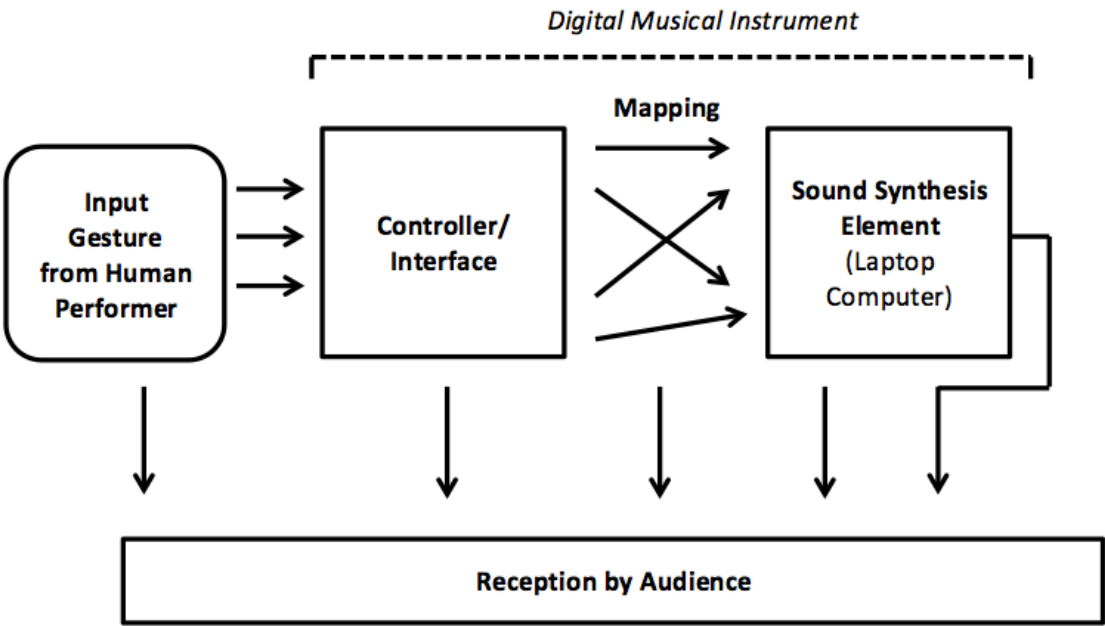 Digital Musical Instrument
Mapping
Input
Gesture
from Human
Performer
Controller/
Interface
Sound Synthesis
Element
(Laptop
Computer)
Reception by Audience